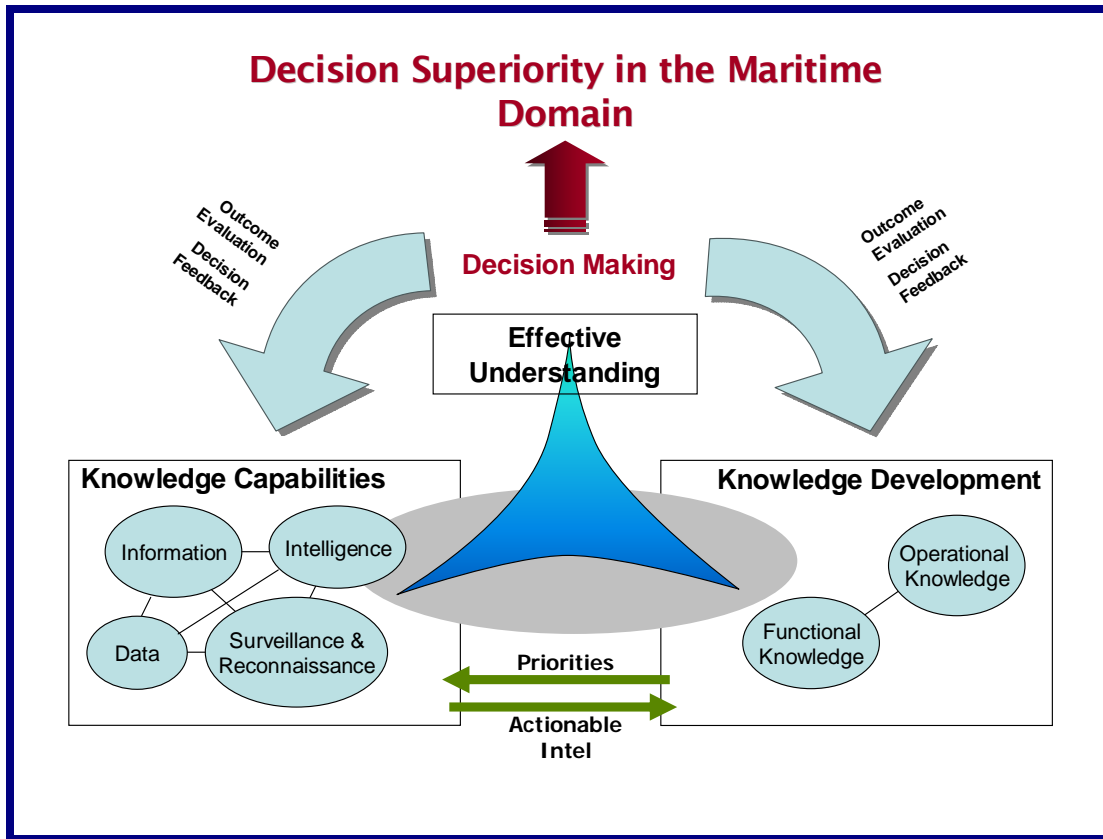 Decision Superiority in the Maritime
Domain
Outcome
Evaluation
Decision
Feedback
Outcome
Evaluation
Decision
Feedback
Decision Making
Effective
Understanding
Knowledge Capabilities
Information
Intelligence
Data
Surveillance &
Reconnaissance
Knowledge Development
Operational
Knowledge
Functional
Knowledge
Priorities
Actionable
Intel